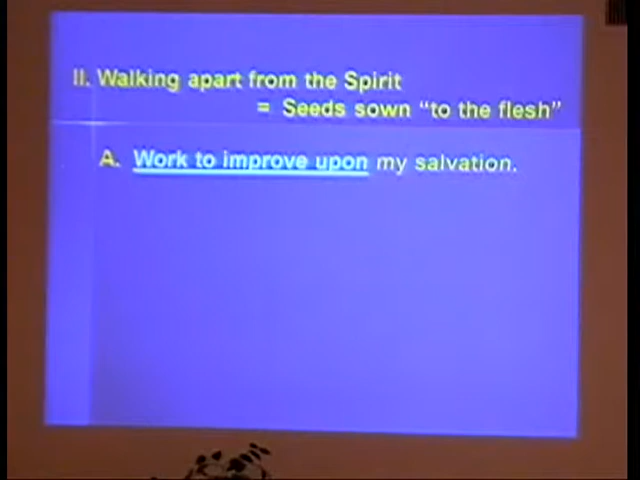 II. Walking apart from the Spirit
= Seeds sown “to the flesh”
A. Work to improve upon my salvation.